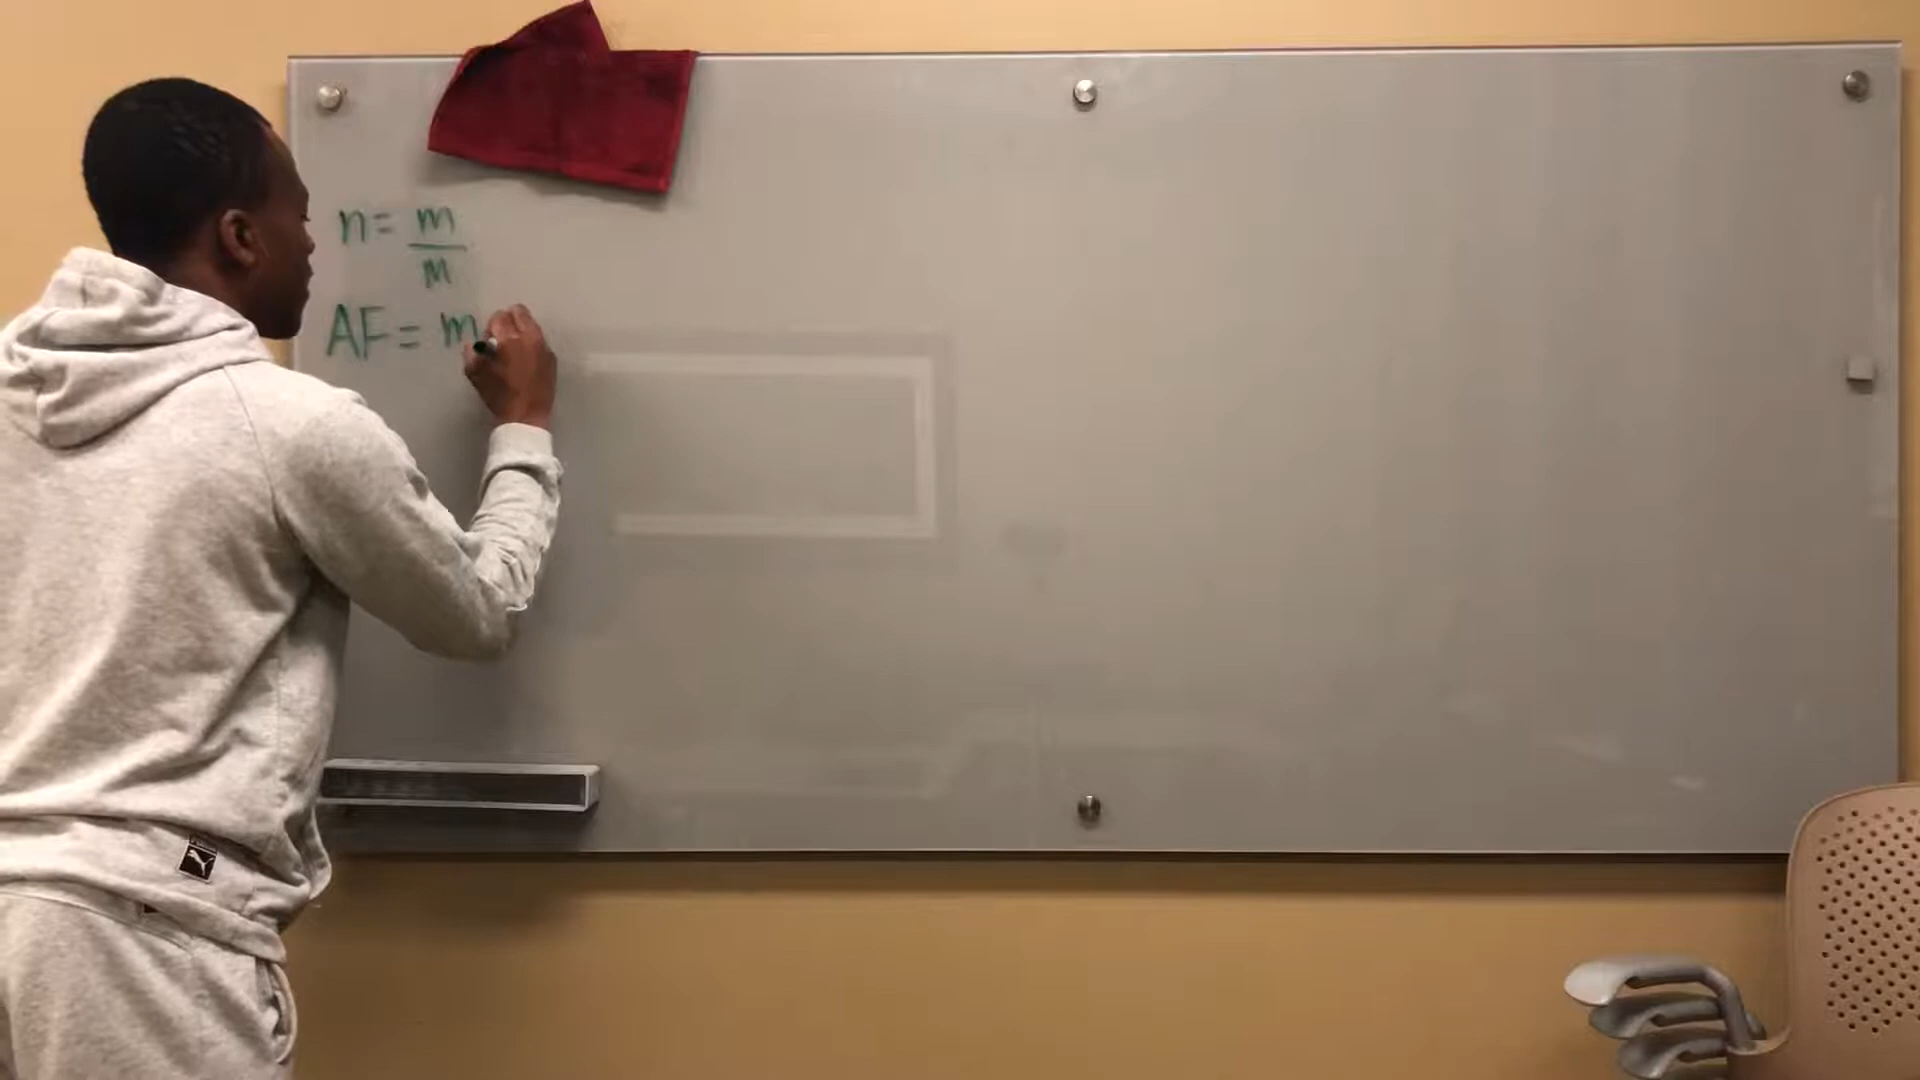 n = m
m
AF = m